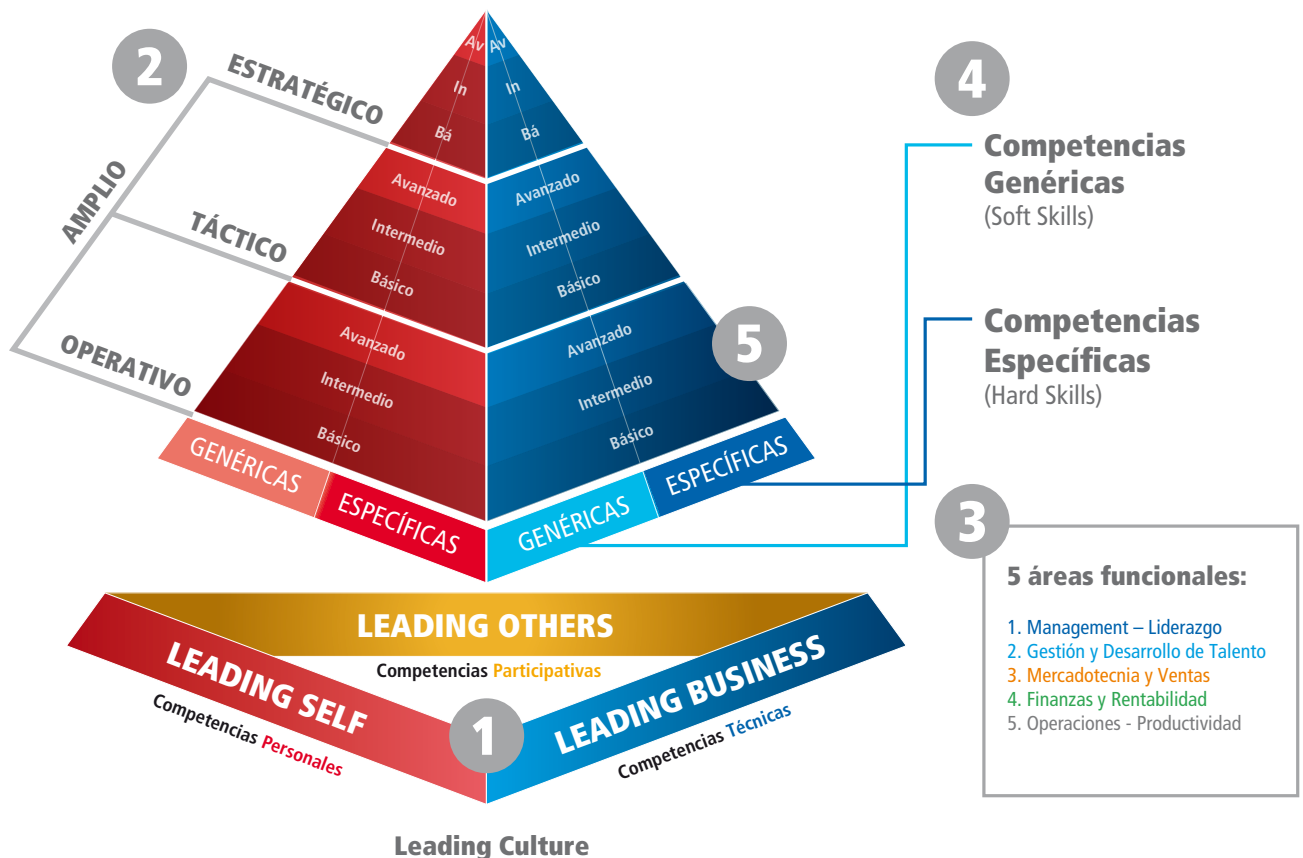 2
ESTRATÉGICO
AMPLIO
TÁCTICO
OPERATIVO
Av
Av
In
In
Bá
Bá
Avanzado
Avanzado
Intermedio
Intermedio
Básico
Básico
Avanzado
Avanzado
Intermedio
Intermedio
Básico
Básico
5
GENÉRICAS
ESPECÍFICAS
GENÉRICAS
ESPECÍFICAS
4
Competencias
Genéricas
(Soft Skills)
Competencias
Específicas
(Hard Skills)
3
5 áreas funcionales:
1. Management – Liderazgo
2. Gestión y Desarrollo de Talento
3. Mercadotecnia y Ventas
4. Finanzas y Rentabilidad
5. Operaciones - Productividad
LEADING OTHERS
Competencias Participativas
LEADING SELF
Competencias Personales
1
LEADING BUSINESS
Competencias Técnicas
Leading Culture